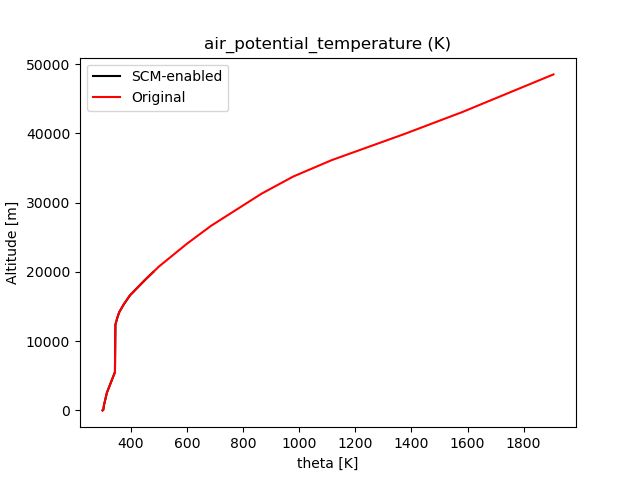 air_potential_temperature (K)
SCM-enabled
Original
Altitude [m]
50000
40000
30000
20000
10000
0
400 600 800 1000 1200 1400 1600 1800
theta [K]